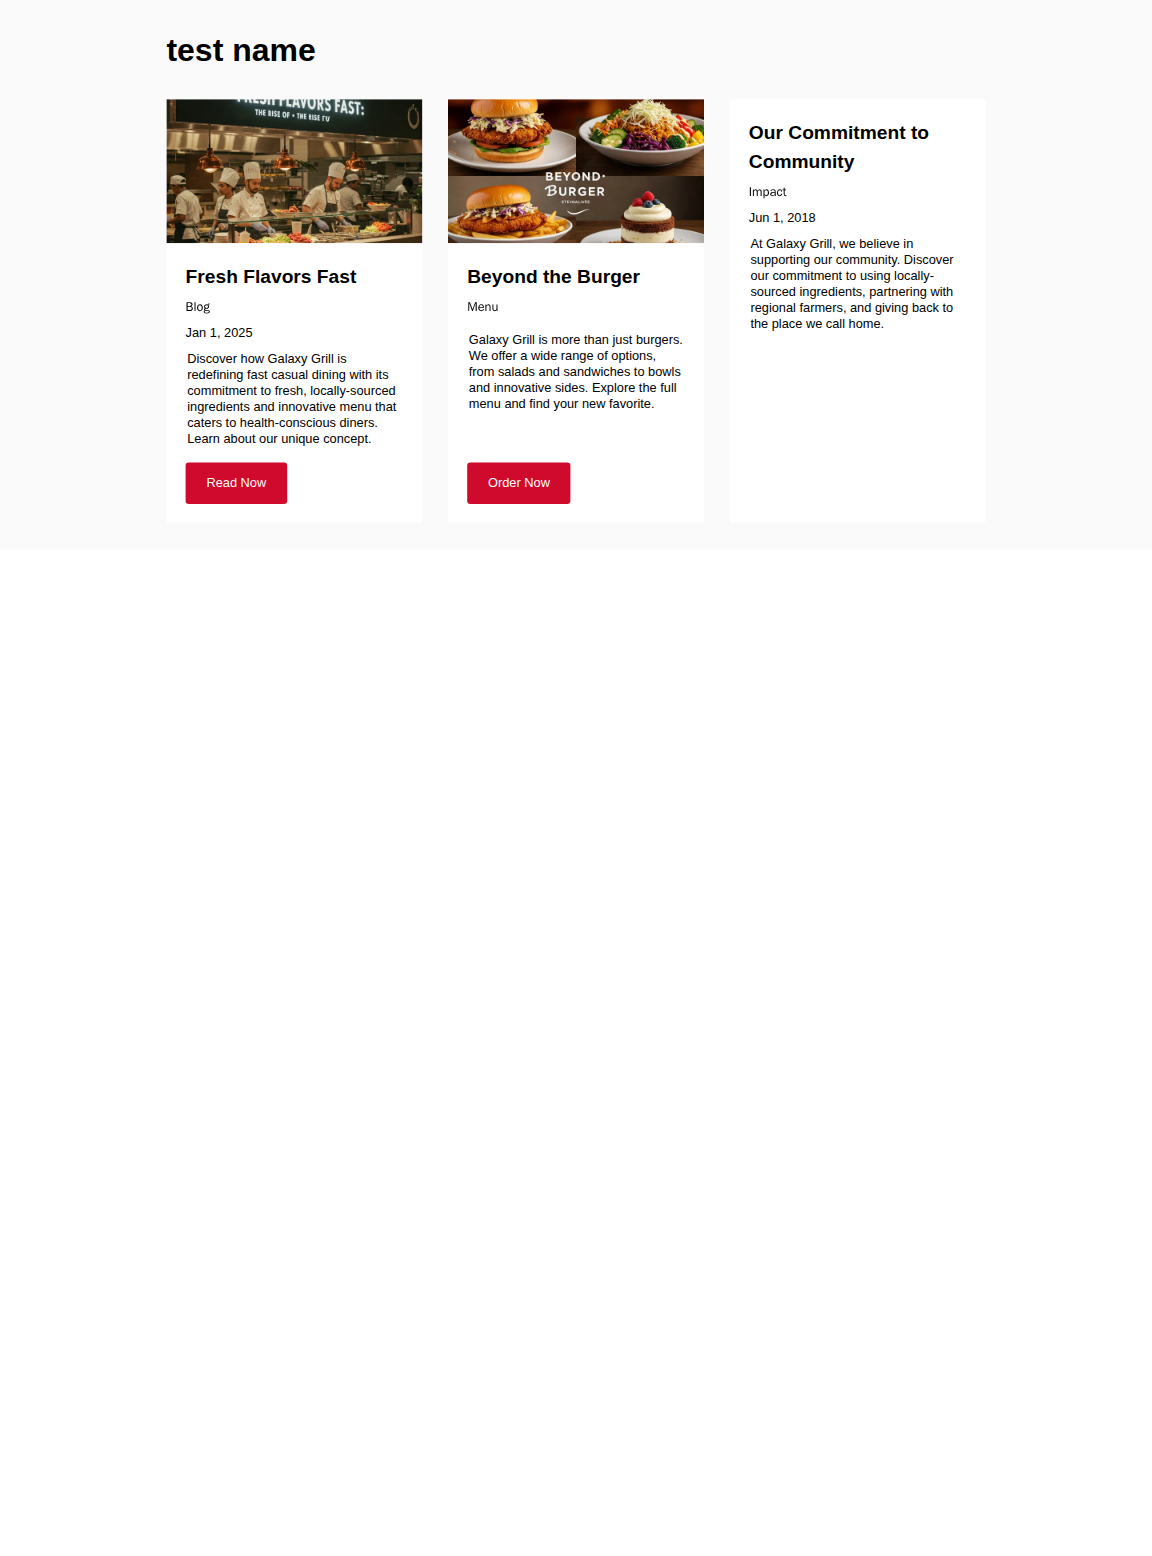 test name
FRESH FLAVORS FAST:
THE RISE OF • THE RISE
Fresh Flavors Fast
Blog
Jan 1, 2025
Discover how Galaxy Grill is
redefining fast casual dining with its
commitment to fresh, locally-sourced
ingredients and innovative menu that
caters to health-conscious diners.
Learn about our unique concept.
Read Now
BEYOND·
BURGER
Beyond the Burger
Menu
Galaxy Grill is more than just burgers.
We offer a wide range of options,
from salads and sandwiches to bowls
and innovative sides. Explore the full
menu and find your new favorite.
Order Now
Our Commitment to
Community
Impact
Jun 1, 2018
At Galaxy Grill, we believe in
supporting our community. Discover
our commitment to using locally-
sourced ingredients, partnering with
regional farmers, and giving back to
the place we call home.